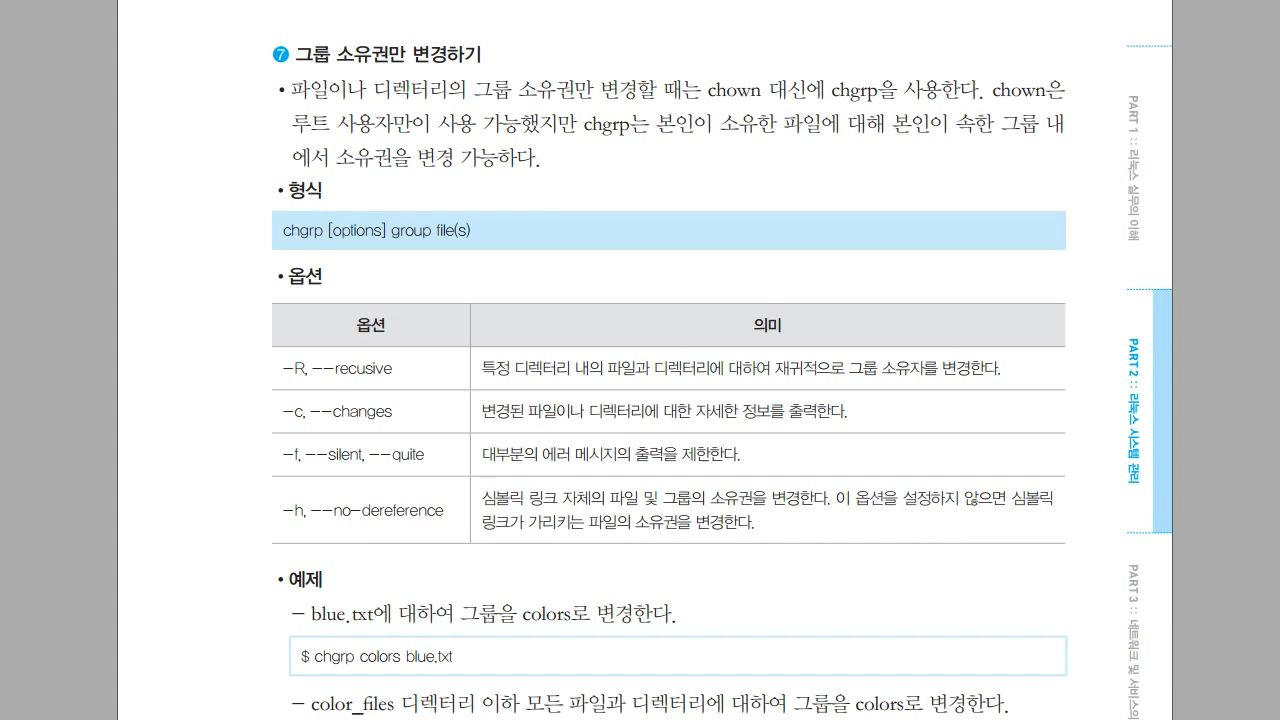 7 그룹 소유권만 변경하기
• 파일이나 디렉터리의 그룹 소유권만 변경할 때는 chown 대신에 chgrp을 사용한다. chown은
루트 사용자만이 사용 가능했지만 chgrp는 본인이 소유한 파일에 대해 본인이 속한 그룹 내
에서 소유권을 변경 가능하다.
• 형식
chgrp [options]
• 옵션
옵션 의미
-R, --recusive 특정 디렉터리 내의 파일과 디렉터리에 대하여 재귀적으로 그룹 소유자를 변경한다.
-c, --changes 변경된 파일이나 디렉터리에 대한 자세한 정보를 출력한다.
-f, --silent, --quite 대부분의 에러 메시지의 출력을 제한한다.
-h, --no-dereference 심볼릭 링크 자체의 파일 및 그룹의 소유권을 변경한다. 이 옵션을 설정하지 않으면 심볼릭
링크가 가리키는 파일의 소유권을 변경한다.
• 예제
- blue.txt에 대하여 그룹을 colors로 변경한다.
$ chgrp colors blue.txt
- color_files 디렉터리 이하 모든 파일과 디렉터리에 대하여 그룹을 colors로 변경한다.
PART 1 :: 리눅스 실무의 이해
PART 2 :: 리눅스 시스템 관리
PART 3 :: 네트워크 및 서비스의